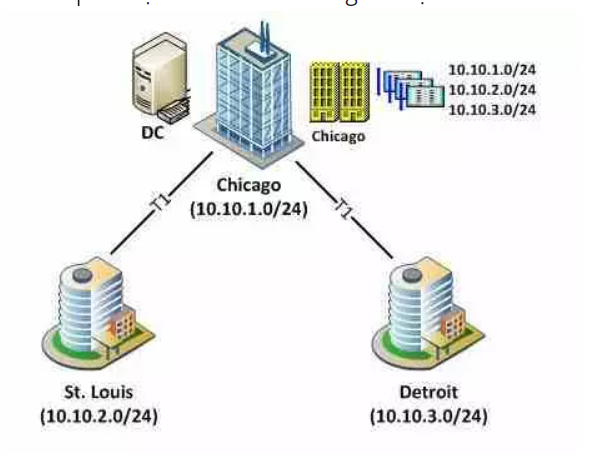 10.10.1.0/24
10.10.2.0/24
10.10.3.0/24
DC
Chicago
Chicago
(10.10.1.0/24)
T1
T1
St. Louis
(10.10.2.0/24)
Detroit
(10.10.3.0/24)